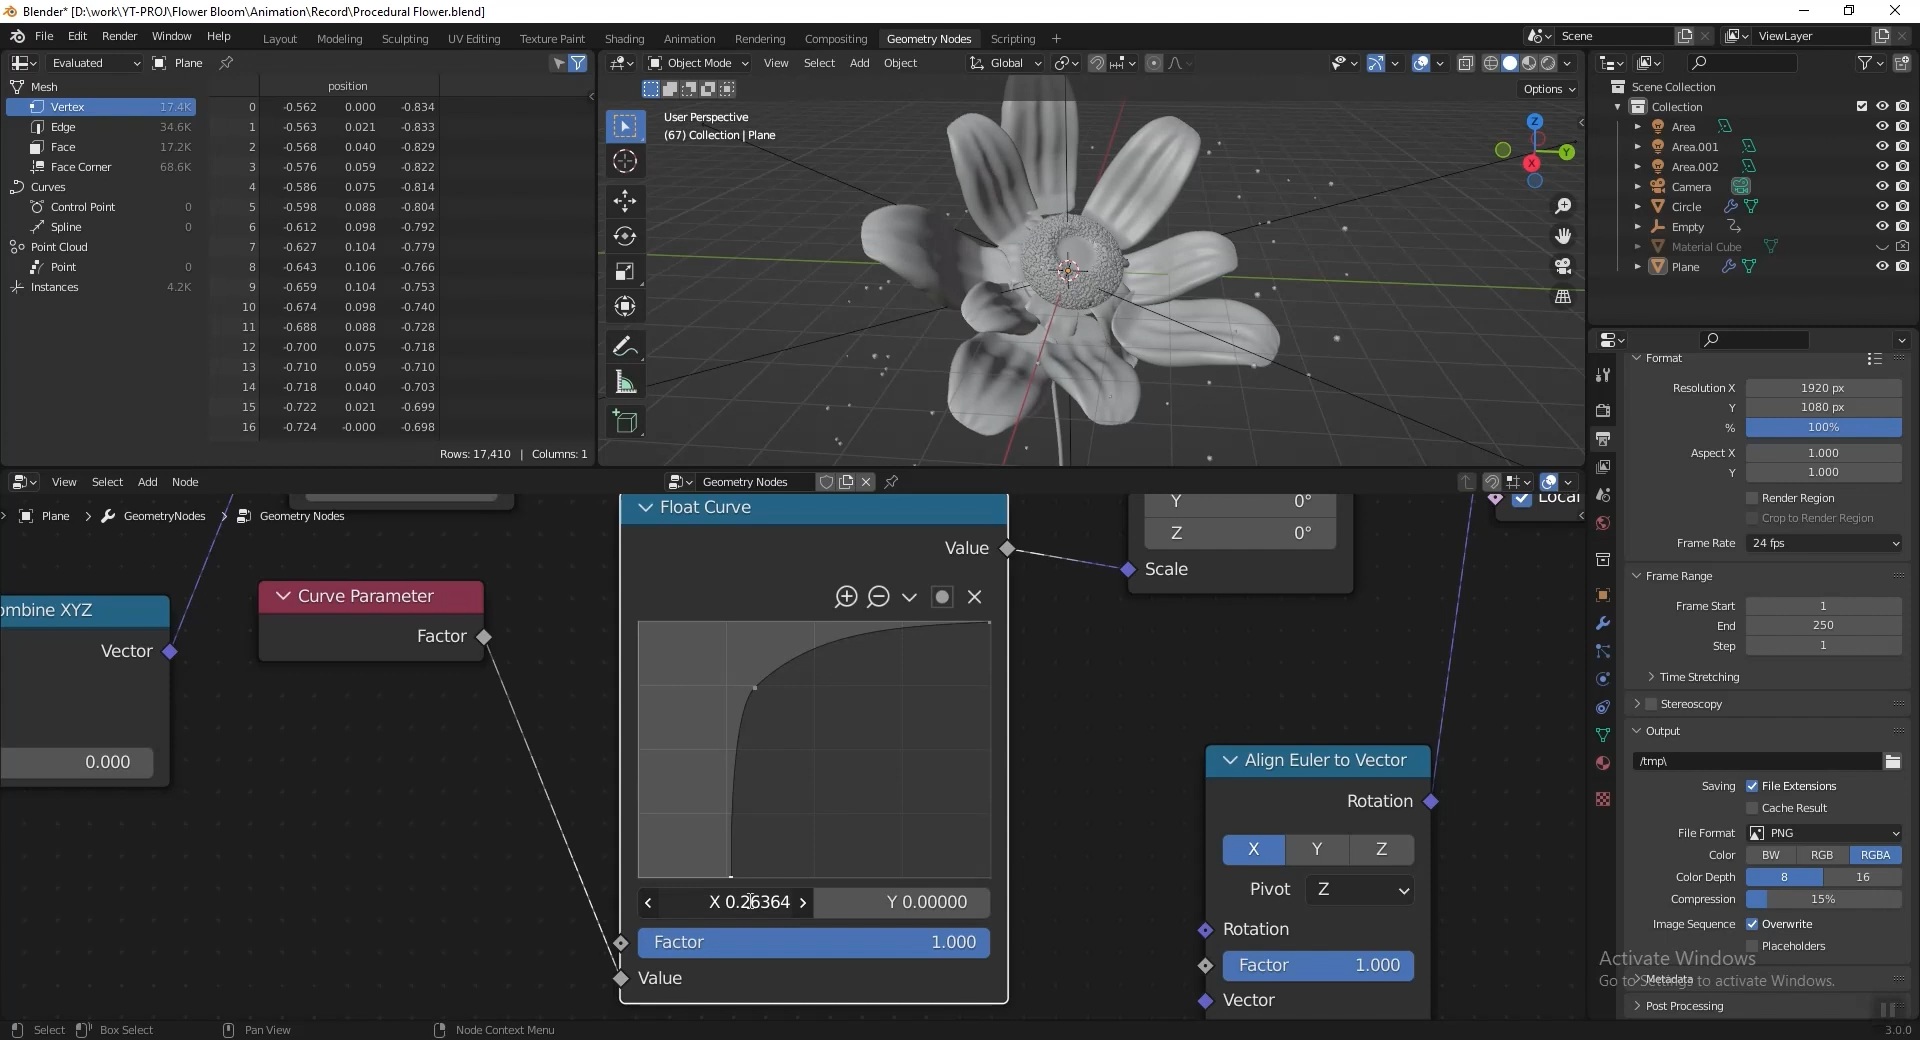 Blender* [D:\work\YT-PROJ\Flower Bloom\Animation\Record\Procedural Flower.blend]
File Edit Render Window Help Layout Modeling Sculpting UV Editing Texture Paint Shading Animation Rendering Compositing Geometry Nodes Scripting + Scene ViewLayer
Evaluated Plane
Object Mode View Select Add Object Global
Options
Mesh
Vertex 17.4K
Edge 34.6K
Face 17.2K
Face Corner 68.6K
Curves
Control Point 0
Spline 0
Point Cloud
Point 0
Instances 4.2K
position
0 -0.562 0.000 -0.834
1 -0.563 0.021 -0.833
2 -0.568 0.040 -0.829
3 -0.576 0.059 -0.822
4 -0.586 0.075 -0.814
5 -0.598 0.088 -0.804
6 -0.612 0.098 -0.792
7 -0.627 0.104 -0.779
8 -0.643 0.106 -0.766
9 -0.659 0.104 -0.753
10 -0.674 0.098 -0.740
11 -0.688 0.088 -0.728
12 -0.700 0.075 -0.718
13 -0.710 0.059 -0.710
14 -0.718 0.040 -0.703
15 -0.722 0.021 -0.699
16 -0.724 -0.000 -0.698
Rows: 17,410 | Columns: 1
User Perspective
(67) Collection | Plane
Z
Y
X
Scene Collection
Collection
Area
Area.001
Area.002
Camera
Circle
Empty
Material Cube
Plane
Format
Resolution X 1920 px
Y 1080 px
% 100%
Aspect X 1.000
Y 1.000
Render Region
Crop to Render Region
Frame Rate 24 fps
Frame Range
Frame Start 1
End 250
Step 1
Time Stretching
Stereoscopy
Output
/tmp\
Saving File Extensions
Cache Result
File Format PNG
Color BW RGB RGBA
Color Depth 8 16
Compression 15%
Image Sequence Overwrite
Placeholders
Metadata
Post Processing
Activate Windows
Go to Settings to activate Windows.
View Select Add Node Geometry Nodes
Plane > GeometryNodes > Geometry Nodes
ombine XYZ
Vector
0.000
Curve Parameter
Factor
Float Curve
Value
X 0.26364 Y 0.00000
Factor 1.000
Value
Y 0°
Z 0°
Scale
Local
Align Euler to Vector
Rotation
X Y Z
Pivot Z
Rotation
Factor 1.000
Vector
Select Box Select Pan View Node Context Menu 3.0.0